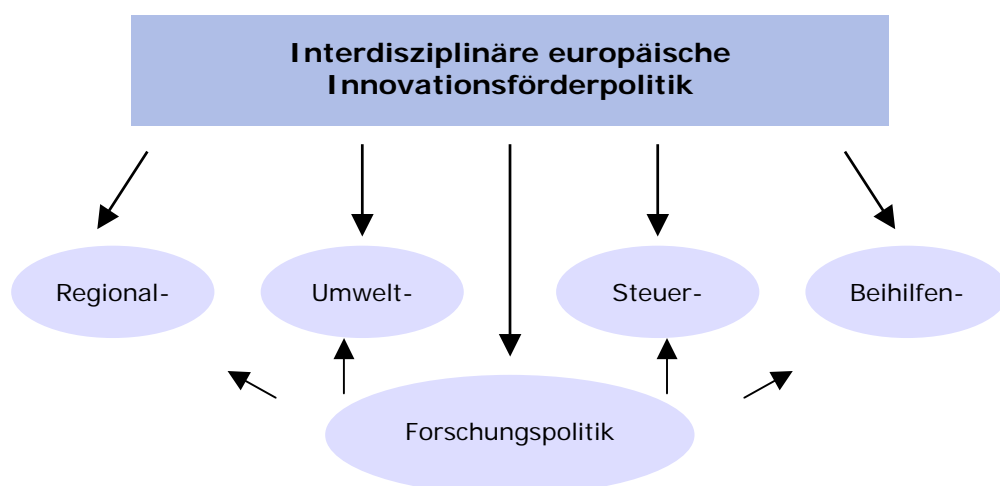 Interdisziplinäre europäische
Innovationsförderpolitik
Regional-
Umwelt-
Steuer-
Beihilfen-
Forschungspolitik